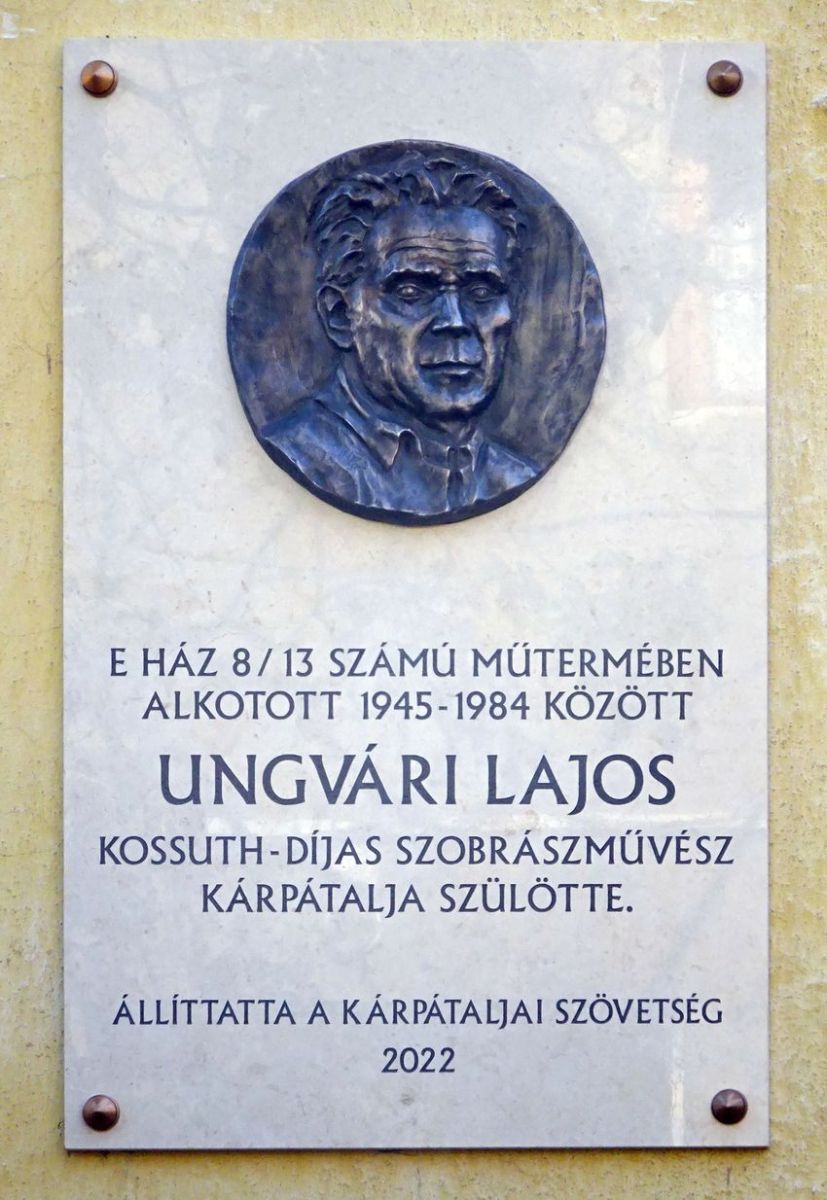 E HÁZ 8/13 SZÁMÚ MŰTERMÉBEN
ALKOTOTT 1945-1984 KÖZÖTT
UNGVÁRI LAJOS
KOSSUTH-DÍJAS SZOBRÁSZMŰVÉSZ
KÁRPÁTALJA SZÜLÖTTE.
ÁLLÍTTATTA A KÁRPÁTALJAI SZÖVETSÉG
2022